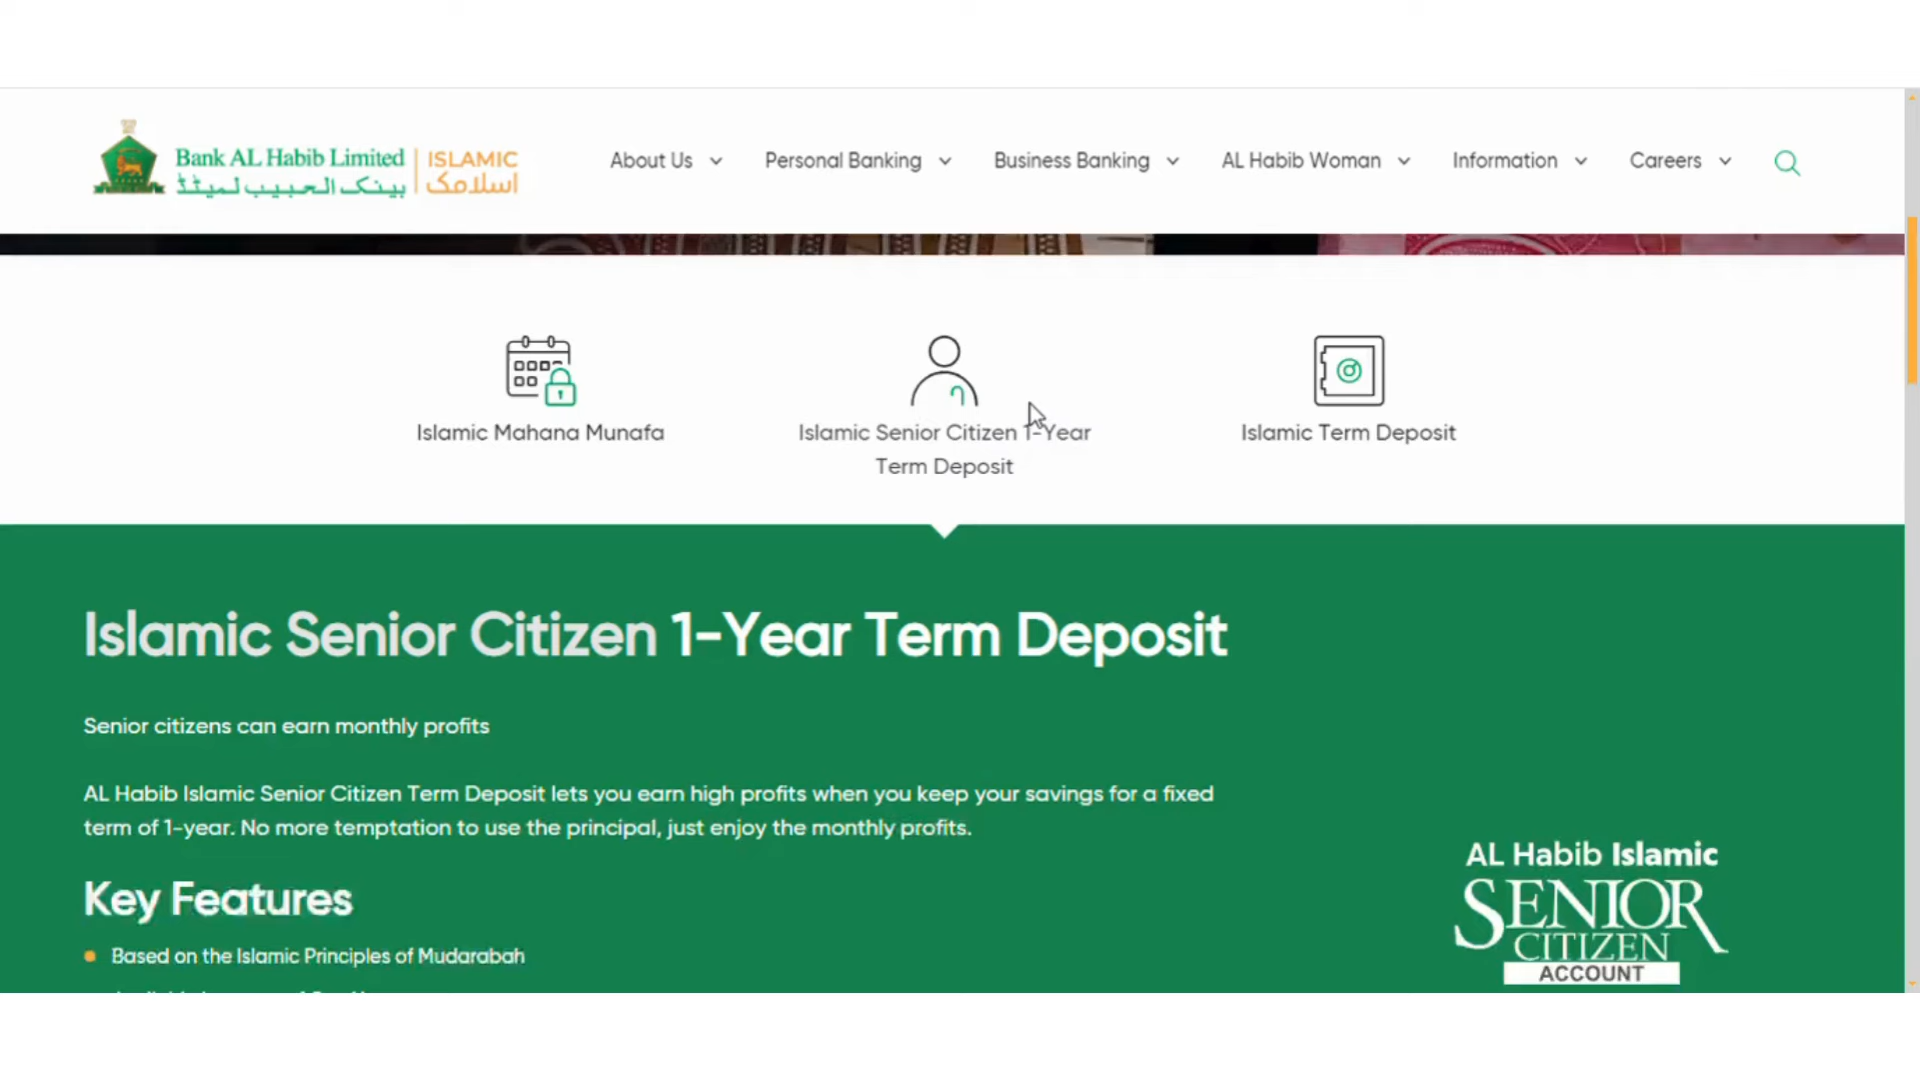 Bank AL Habib Limited
بینک الحبیب لمیٹڈ
ISLAMIC
اسلامک
About Us
Personal Banking
Business Banking
AL Habib Woman
Information
Careers
Islamic Mahana Munafa
Islamic Senior Citizen 1-Year
Term Deposit
Islamic Term Deposit
Islamic Senior Citizen 1-Year Term Deposit
Senior citizens can earn monthly profits
AL Habib Islamic Senior Citizen Term Deposit lets you earn high profits when you keep your savings for a fixed
term of 1-year. No more temptation to use the principal, just enjoy the monthly profits.
Key Features
Based on the Islamic Principles of Mudarabah
AL Habib Islamic
SENIOR
CITIZEN
ACCOUNT